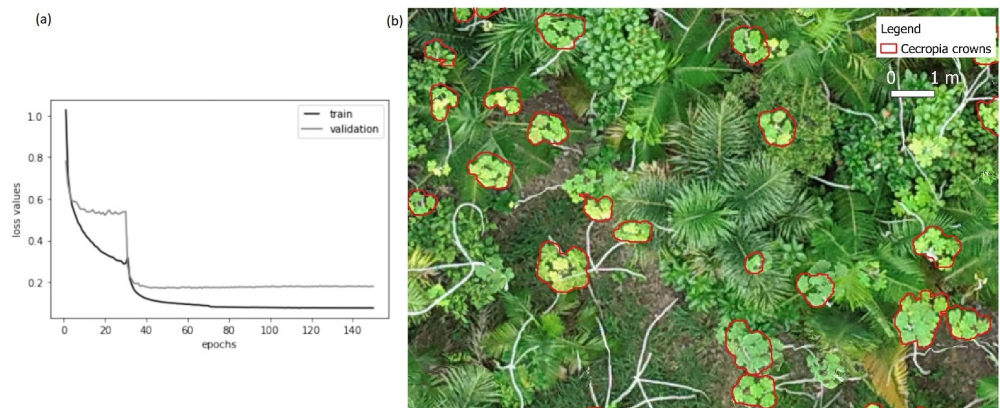 (a)
train
validation
1.0
0.8
0.6
0.4
0.2
loss values
0
20
40
60
80
100
120
140
epochs
(b)
Legend
Cecropia crowns
0
1 m